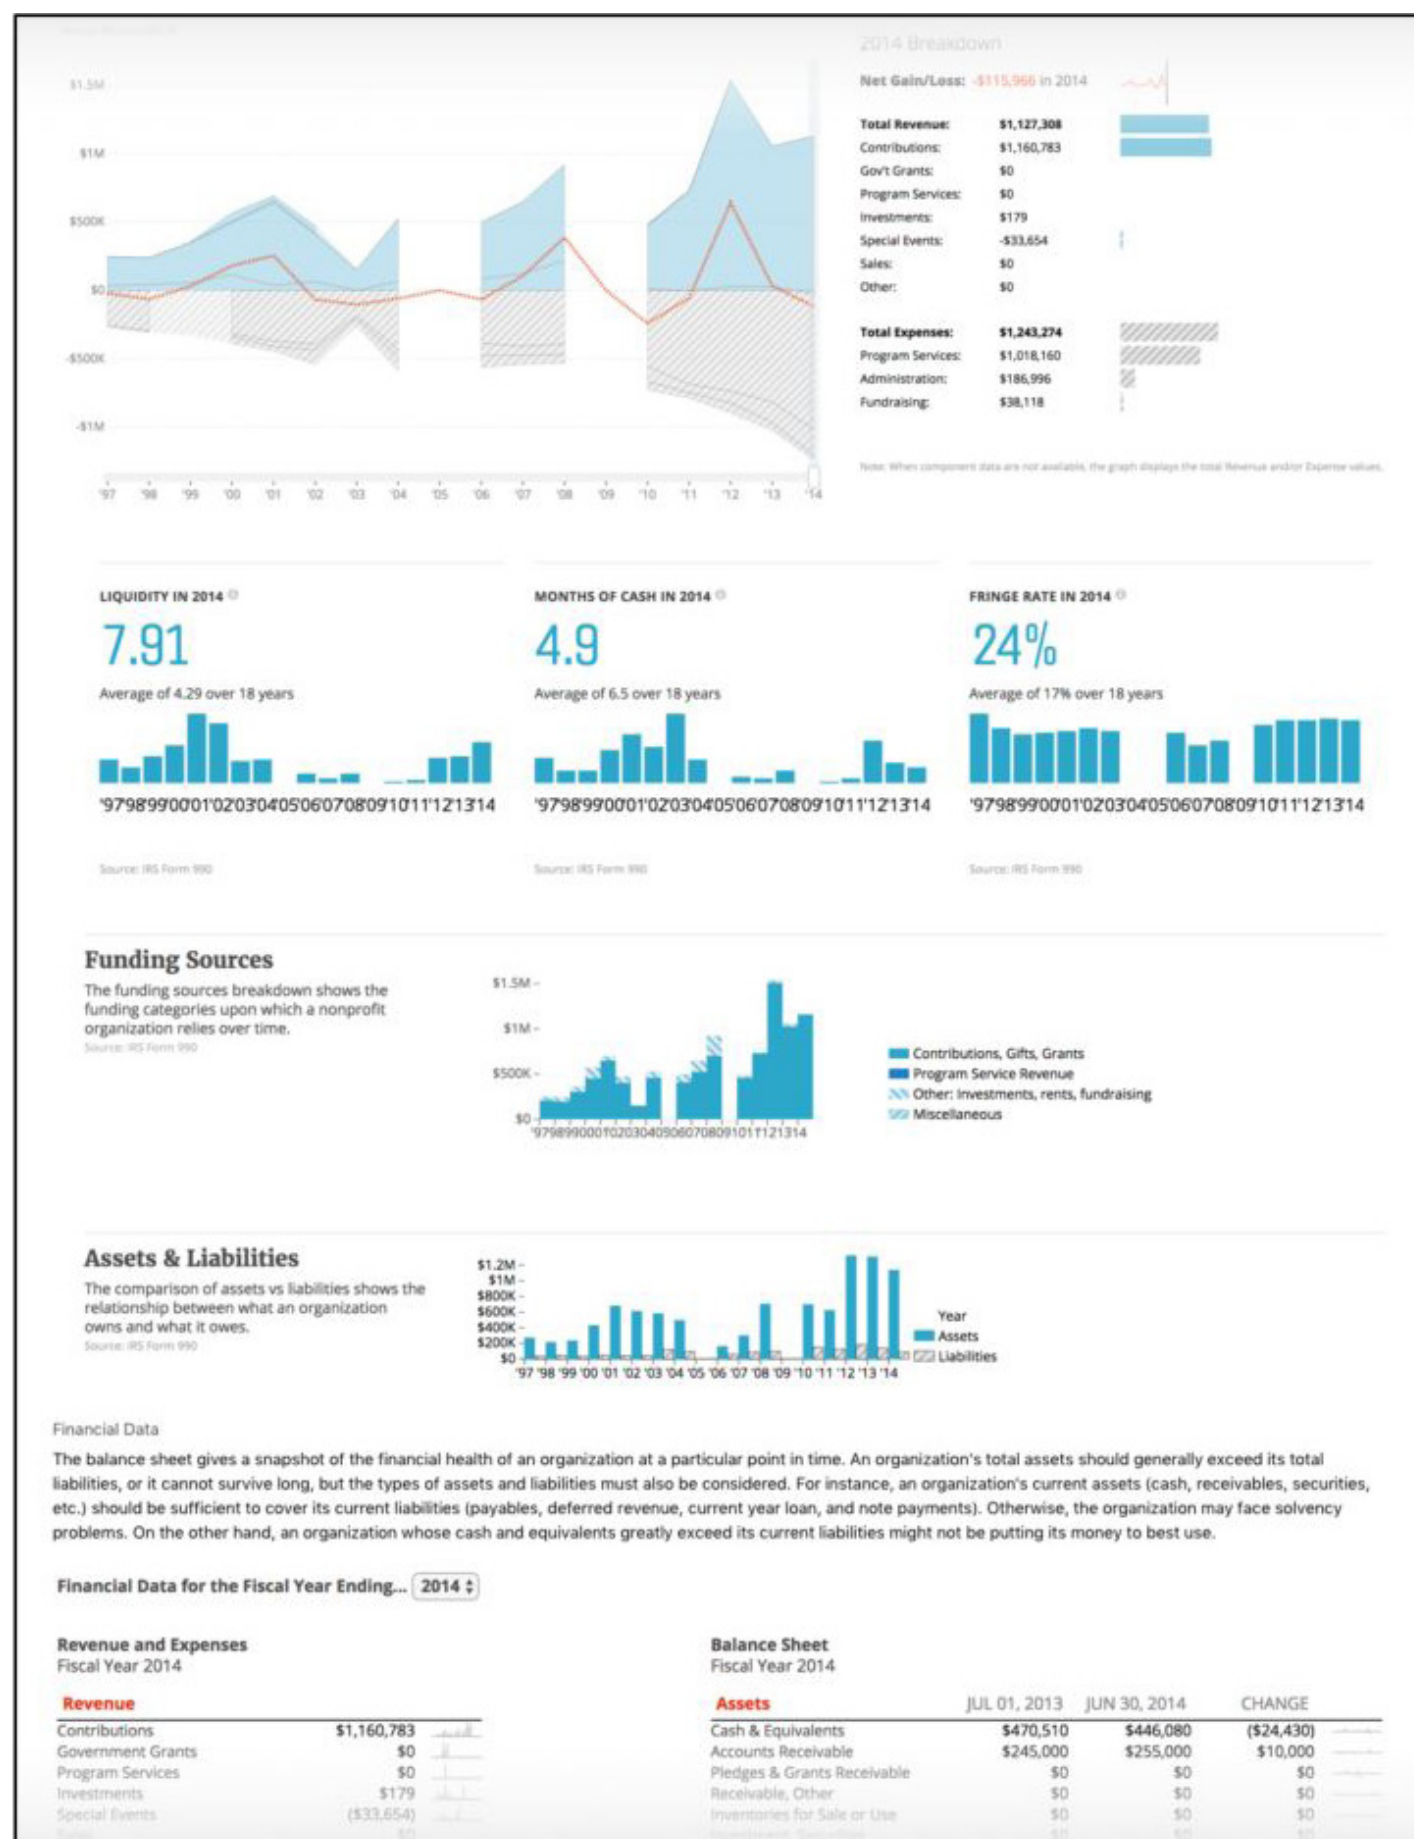 2014 Breakdown
Net Gain/Loss: -$115,966 in 2014
$1.5M
$1M
$500K
$0
-$500K
-$1M
'97 '98 '99 '00 '01 '02 '03 '04 '05 '06 '07 '08 '09 '10 '11 '12 '13 '14
Total Revenue: $1,127,308
Contributions: $1,160,783
Gov't Grants: $0
Program Services: $0
Investments: $179
Special Events: -$33,654
Sales: $0
Other: $0
Total Expenses: $1,243,274
Program Services: $1,018,160
Administration: $186,996
Fundraising: $38,118
Note: When component data are not available, the graph displays the total Revenue and/or Expense values.
LIQUIDITY IN 2014
7.91
Average of 4.29 over 18 years
'97'98'99'00'01'02'03'04'05'06'07'08'09'10'11'12'13'14
Source: IRS Form 990
MONTHS OF CASH IN 2014
4.9
Average of 6.5 over 18 years
'97'98'99'00'01'02'03'04'05'06'07'08'09'10'11'12'13'14
Source: IRS Form 990
FRINGE RATE IN 2014
24%
Average of 17% over 18 years
'97'98'99'00'01'02'03'04'05'06'07'08'09'10'11'12'13'14
Source: IRS Form 990
Funding Sources
The funding sources breakdown shows the
funding categories upon which a nonprofit
organization relies over time.
Source: IRS Form 990
$1.5M
$1M
$500K
$0
'979899000102030405060708091011121314
Contributions, Gifts, Grants
Program Service Revenue
Other: Investments, rents, fundraising
Miscellaneous
Assets & Liabilities
The comparison of assets vs liabilities shows the
relationship between what an organization
owns and what it owes.
Source: IRS Form 990
$1.2M
$1M
$800K
$600K
$400K
$200K
$0
'97 '98 '99 '00 '01 '02 '03 '04 '05 '06 '07 '08 '09 '10 '11 '12 '13 '14
Year
Assets
Liabilities
Financial Data
The balance sheet gives a snapshot of the financial health of an organization at a particular point in time. An organization's total assets should generally exceed its total
liabilities, or it cannot survive long, but the types of assets and liabilities must also be considered. For instance, an organization's current assets (cash, receivables, securities,
etc.) should be sufficient to cover its current liabilities (payables, deferred revenue, current year loan, and note payments). Otherwise, the organization may face solvency
problems. On the other hand, an organization whose cash and equivalents greatly exceed its current liabilities might not be putting its money to best use.
Financial Data for the Fiscal Year Ending... 2014
Revenue and Expenses
Fiscal Year 2014
Revenue
Contributions $1,160,783
Government Grants $0
Program Services $0
Investments $179
Special Events ($33,654)
Sales $0
Balance Sheet
Fiscal Year 2014
Assets JUL 01, 2013 JUN 30, 2014 CHANGE
Cash & Equivalents $470,510 $446,080 ($24,430)
Accounts Receivable $245,000 $255,000 $10,000
Pledges & Grants Receivable $0 $0 $0
Receivable, Other $0 $0 $0
Inventories for Sale or Use $0 $0 $0
$0 $0 $0